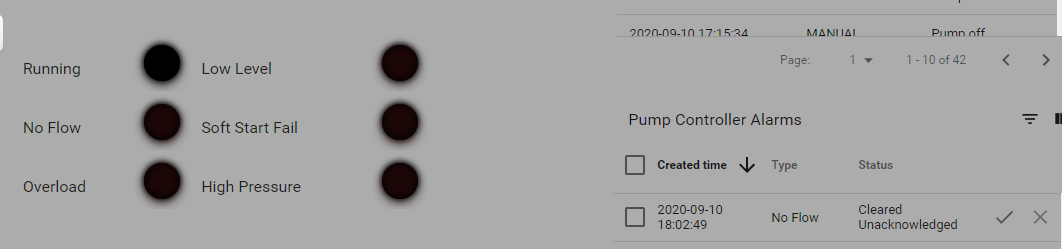 2020-09-10 17:15:34 MANUAL Pump off
Page: 1 1 - 10 of 42
Running Low Level
No Flow Soft Start Fail
Overload High Pressure
Pump Controller Alarms
Created time Type Status
2020-09-10
18:02:49
No Flow
Cleared
Unacknowledged